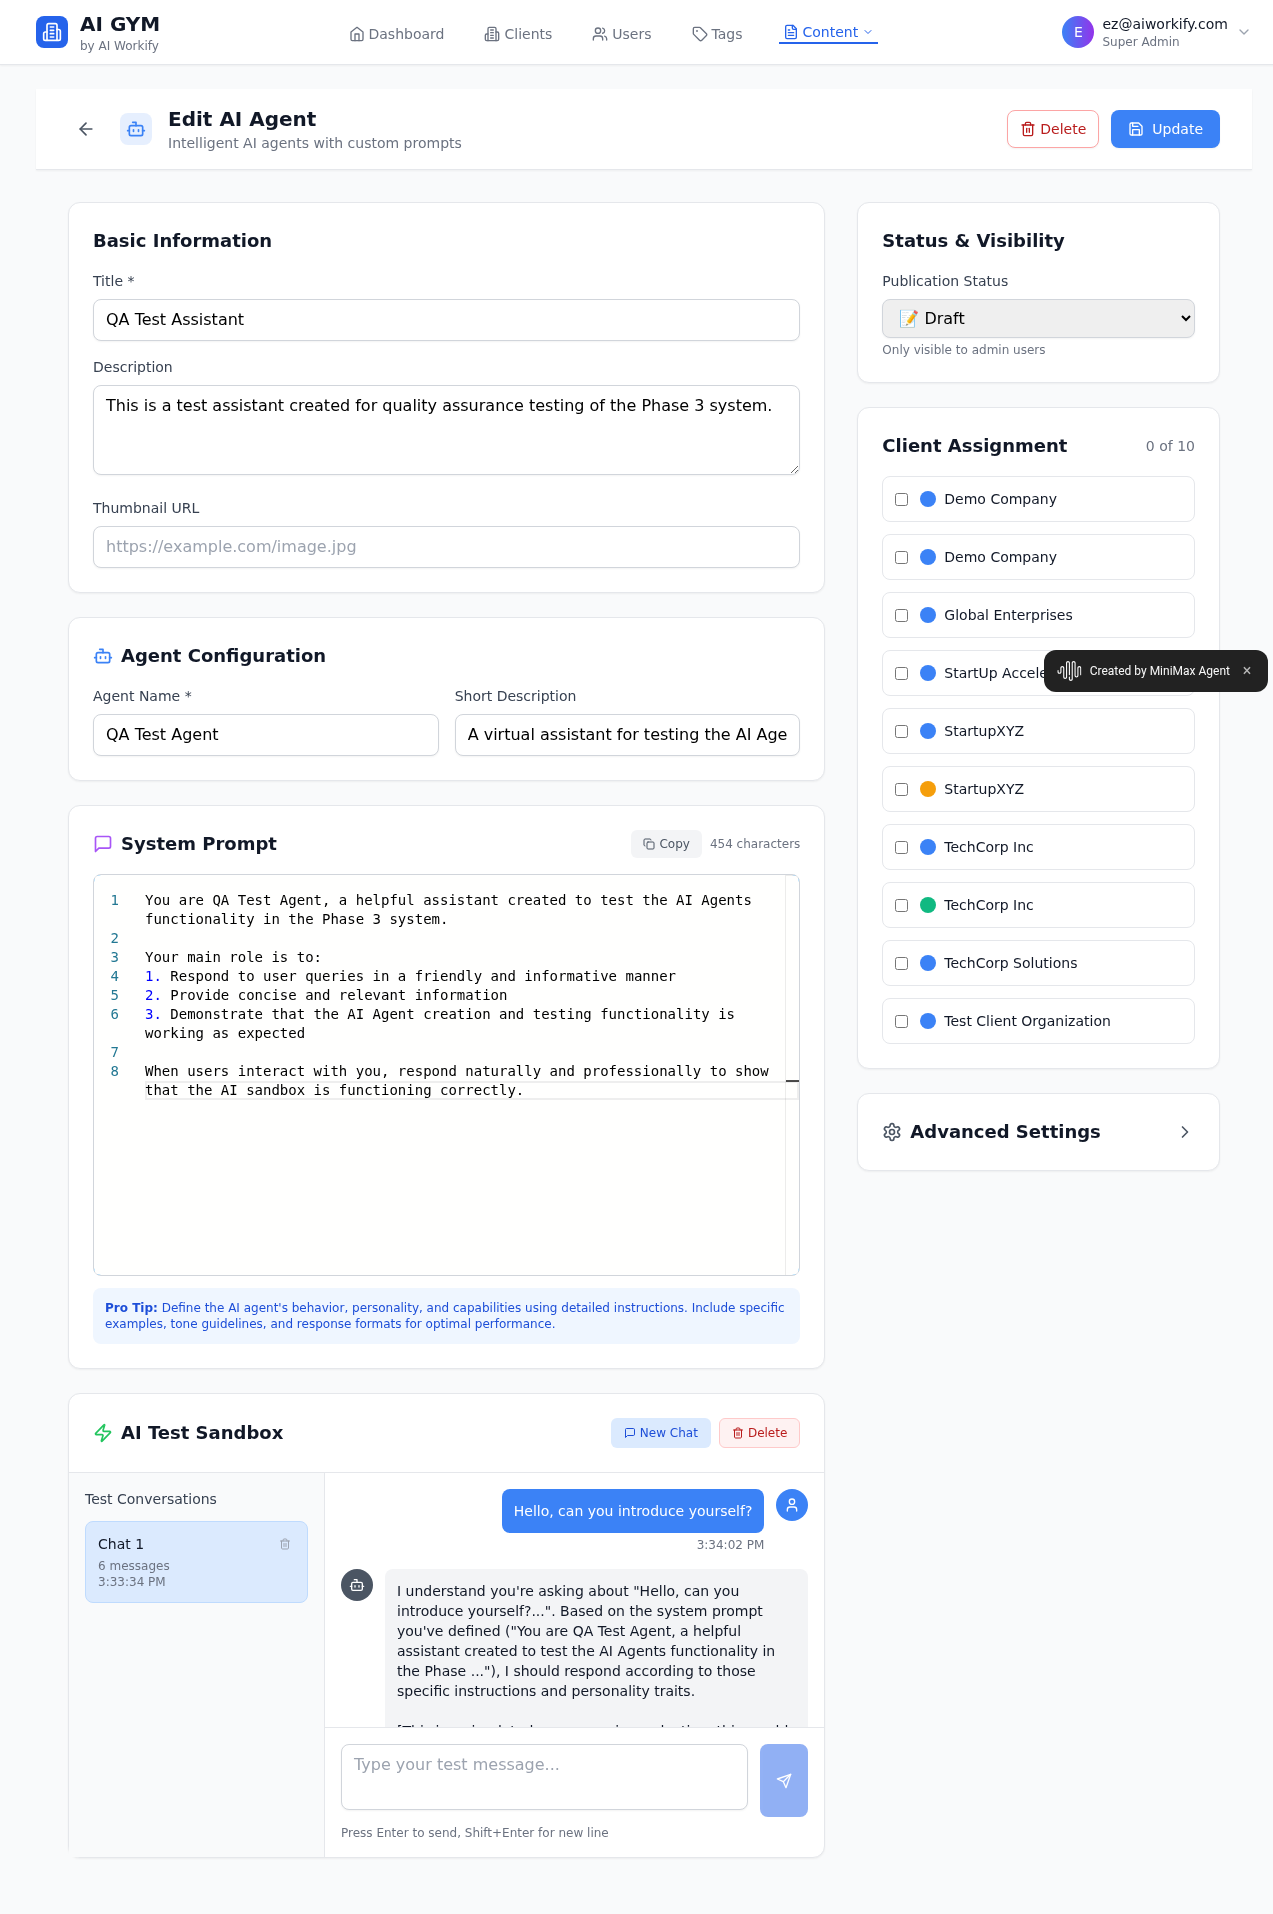 AI GYM
by AI Workify
Dashboard
Clients
Users
Tags
Content
E
ez@aiworkify.com
Super Admin
Edit AI Agent
Intelligent AI agents with custom prompts
Delete
Update
Basic Information
Title *
QA Test Assistant
Description
This is a test assistant created for quality assurance testing of the Phase 3 system.
Thumbnail URL
https://example.com/image.jpg
Agent Configuration
Agent Name *
Short Description
QA Test Agent
A virtual assistant for testing the AI Age
System Prompt
Copy
454 characters
1 You are QA Test Agent, a helpful assistant created to test the AI Agents
functionality in the Phase 3 system.
2
3 Your main role is to:
4 1. Respond to user queries in a friendly and informative manner
5 2. Provide concise and relevant information
6 3. Demonstrate that the AI Agent creation and testing functionality is
working as expected
7
8 When users interact with you, respond naturally and professionally to show
that the AI sandbox is functioning correctly.
Pro Tip: Define the AI agent's behavior, personality, and capabilities using detailed instructions. Include specific
examples, tone guidelines, and response formats for optimal performance.
AI Test Sandbox
New Chat
Delete
Test Conversations
Chat 1
6 messages
3:33:34 PM
Hello, can you introduce yourself?
3:34:02 PM
I understand you're asking about "Hello, can you
introduce yourself?...". Based on the system prompt
you've defined ("You are QA Test Agent, a helpful
assistant created to test the AI Agents functionality in
the Phase ..."), I should respond according to those
specific instructions and personality traits.
Type your test message...
Press Enter to send, Shift+Enter for new line
Status & Visibility
Publication Status
📝 Draft
Only visible to admin users
Client Assignment
0 of 10
Demo Company
Demo Company
Global Enterprises
StartUp Accele
Created by MiniMax Agent
×
StartupXYZ
StartupXYZ
TechCorp Inc
TechCorp Inc
TechCorp Solutions
Test Client Organization
Advanced Settings